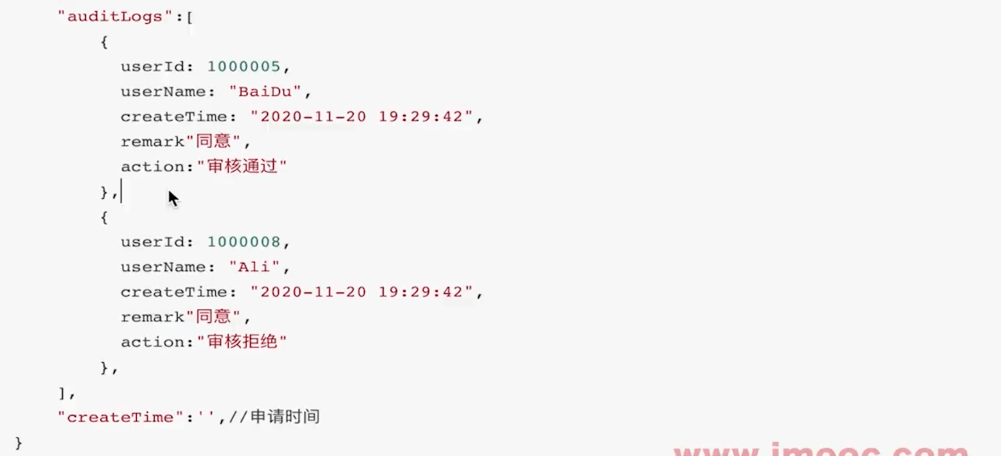 "auditLogs":[
{
userId: 1000005,
userName: "BaiDu",
createTime: "2020-11-20 19:29:42",
remark"同意",
action:"审核通过"
},
{
userId: 1000008,
userName: "Ali",
createTime: "2020-11-20 19:29:42",
remark"同意",
action:"审核拒绝"
},
],
"createTime":'',//申请时间
}
www.imooc.com